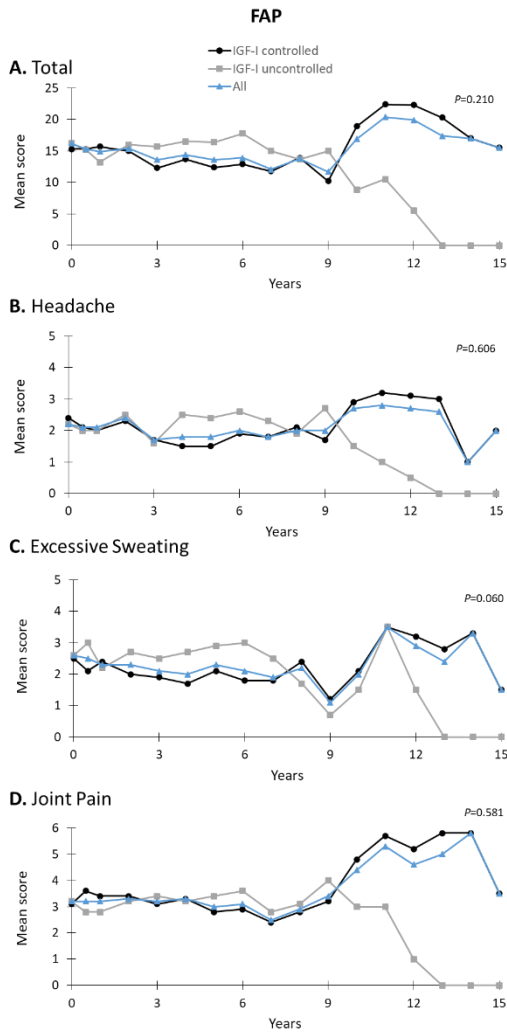 FAP
IGF-I controlled
IGF-I uncontrolled
All
A. Total
P=0.210
25
20
15
10
5
0
Mean score
0 3 6 9 12 15
Years
B. Headache
P=0.606
5
4
3
2
1
0
Mean score
0 3 6 9 12 15
Years
C. Excessive Sweating
P=0.060
5
4
3
2
1
0
Mean score
0 3 6 9 12 15
Years
D. Joint Pain
P=0.581
6
5
4
3
2
1
0
Mean score
0 3 6 9 12 15
Years